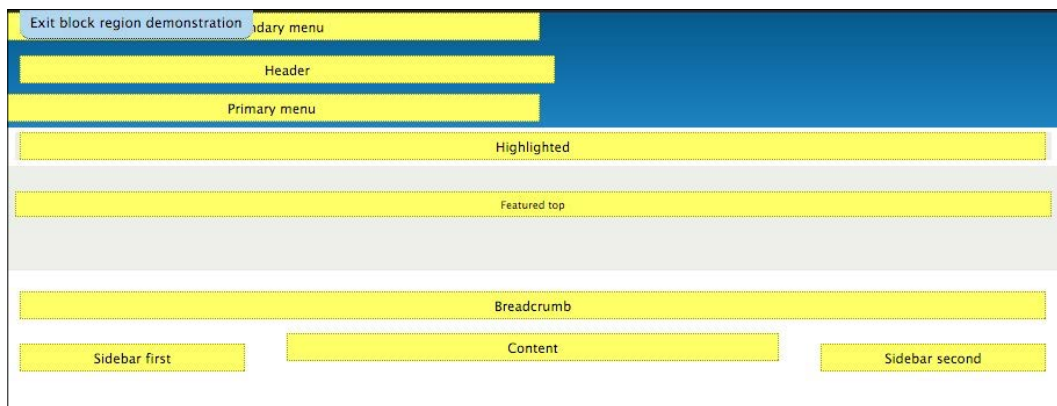 Exit block region demonstration
ndary menu
Header
Primary menu
Highlighted
Featured top
Breadcrumb
Content
Sidebar first
Sidebar second